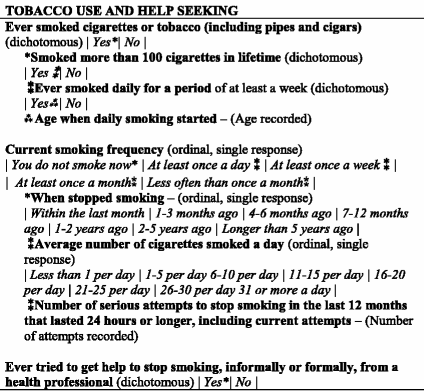 TOBACCO USE AND HELP SEEKING
Ever smoked cigarettes or tobacco (including pipes and cigars)
(dichotomous) | Yes*| No |
*Smoked more than 100 cigarettes in lifetime (dichotomous)
| Yes ⁑| No |
⁑Ever smoked daily for a period of at least a week (dichotomous)
| Yes⁂| No |
⁂ Age when daily smoking started – (Age recorded)
Current smoking frequency (ordinal, single response)
| You do not smoke now* | At least once a day ⁑ | At least once a week ⁑ |
| At least once a month⁑ | Less often than once a month⁑ |
*When stopped smoking – (ordinal, single response)
| Within the last month | 1-3 months ago | 4-6 months ago | 7-12 months
ago | 1-2 years ago | 2-5 years ago | Longer than 5 years ago |
⁑Average number of cigarettes smoked a day (ordinal, single
response)
| Less than 1 per day | 1-5 per day 6-10 per day | 11-15 per day | 16-20
per day | 21-25 per day | 26-30 per day 31 or more a day |
⁑Number of serious attempts to stop smoking in the last 12 months
that lasted 24 hours or longer, including current attempts – (Number
of attempts recorded)
Ever tried to get help to stop smoking, informally or formally, from a
health professional (dichotomous) | Yes*| No |